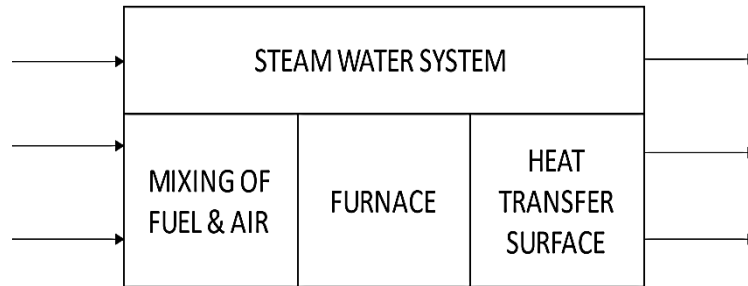 STEAM WATER SYSTEM
MIXING OF
FUEL & AIR
FURNACE
HEAT
TRANSFER
SURFACE